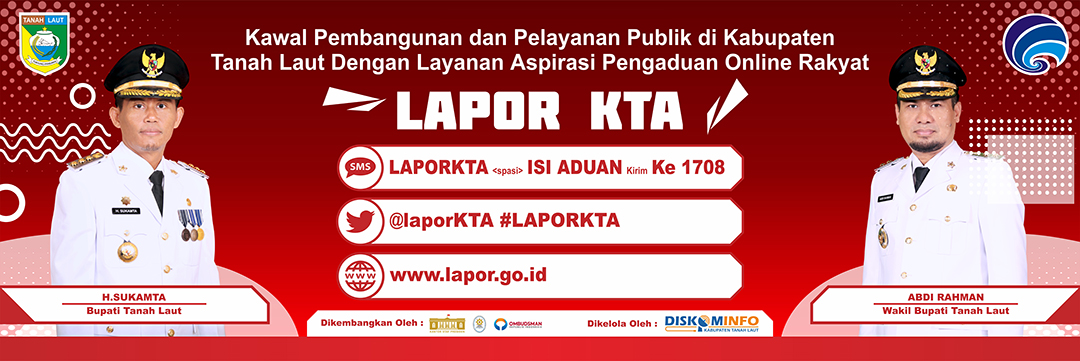 TANAH LAUT
Kawal Pembangunan dan Pelayanan Publik di Kabupaten
Tanah Laut Dengan Layanan Aspirasi Pengaduan Online Rakyat
LAPOR KTA
SMS LAPORKTA <spasi> ISI ADUAN Kirim Ke 1708
@laporKTA #LAPORKTA
WWW www.lapor.go.id
H. SUKAMTA
H.SUKAMTA
Bupati Tanah Laut
ABDI RAHMAN
Wakil Bupati Tanah Laut
Dikembangkan Oleh : OMBUDSMAN
Dikelola Oleh : DISKOMINFO
KABUPATEN TANAH LAUT